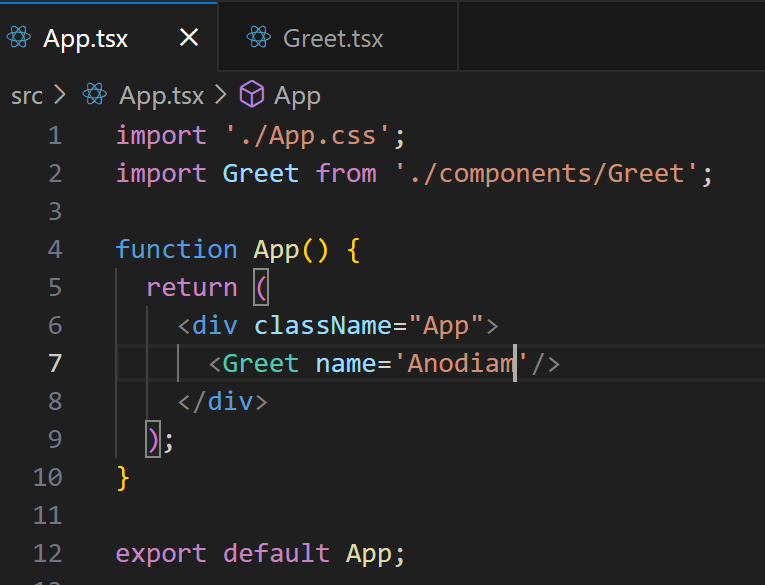 App.tsx × Greet.tsx
src > App.tsx > App
1 import './App.css';
2 import Greet from './components/Greet';
3
4 function App() {
5   return (
6     <div className="App">
7       <Greet name='Anodiam'/>
8     </div>
9   );
10 }
11
12 export default App;